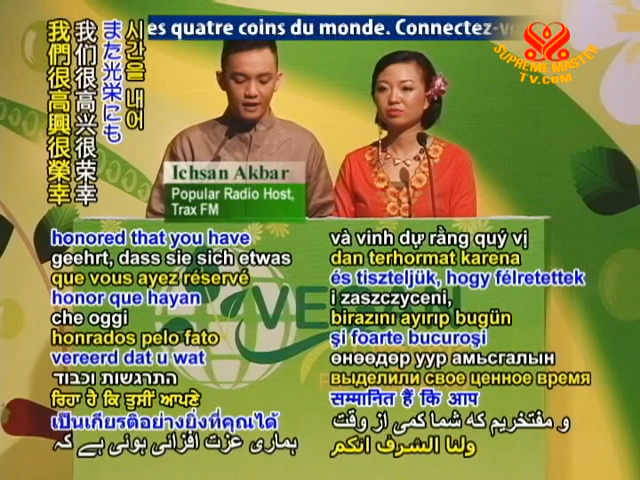 es quatre coins du monde. Connectez-vo
SUPREME MASTER
TV.COM
시간을 내어
また光栄にも
我们很高兴很荣幸
我們很高興很榮幸
Ichsan Akbar
Popular Radio Host,
Trax FM
honored that you have
geehrt, dass sie sich etwas
que vous ayez réservé
honor que hayan
che oggi
honrados pelo fato
vereerd dat u wat
התרגשות וכבוד
ਰਿਹਾ ਹੈ ਕਿ ਤੁਸੀਂ ਆਪਣੇ
เป็นเกียรติอย่างยิ่งที่คุณได้
ہماری عزت افزائی ہوئی ہے کہ
và vinh dự rằng quý vị
dan terhormat karena
és tiszteljük, hogy félretettek
i zaszczyceni,
birazını ayırıp bugün
şi foarte bucuroşi
өнөөдөр уур амьсгалын
выделили свое ценное время
सम्मानित हैं कि आप
و مفتخریم که شما کمی از وقت
ولنا الشرف انكم